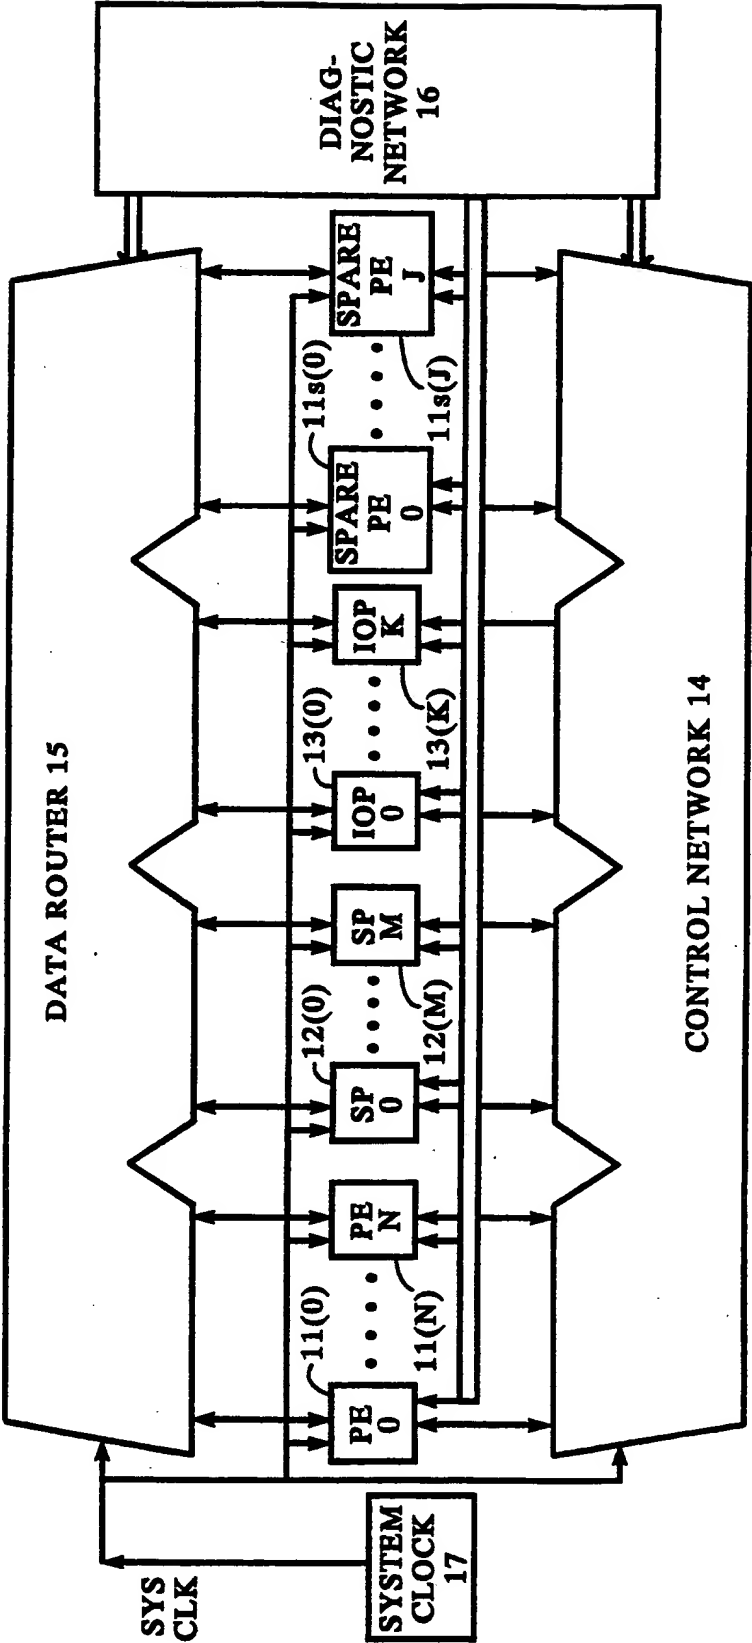 DATA ROUTER 15
SYS
CLK
SYSTEM
CLOCK
17
11(0)
PE
0
11(N)
PE
N
12(0)
SP
0
12(M)
SP
M
13(0)
IOP
0
13(K)
IOP
K
11s(0)
SPARE
PE
0
11s(J)
SPARE
PE
J
DIAG-
NOSTIC
NETWORK
16
CONTROL NETWORK 14